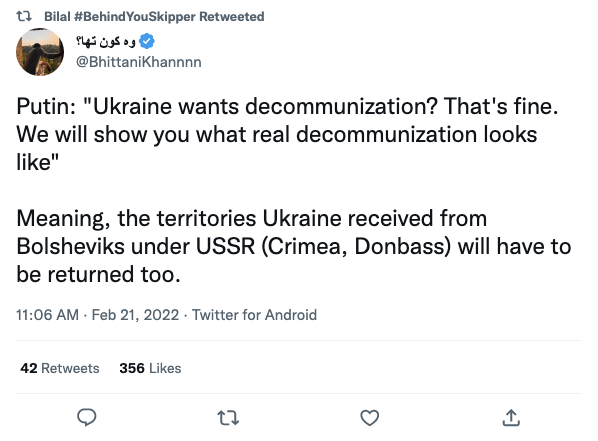 Bilal #BehindYouSkipper Retweeted
وہ کون تھا؟
@BhittaniKhannnn
Putin: "Ukraine wants decommunization? That's fine.
We will show you what real decommunization looks
like"
Meaning, the territories Ukraine received from
Bolsheviks under USSR (Crimea, Donbass) will have to
be returned too.
11:06 AM · Feb 21, 2022 · Twitter for Android
42 Retweets 356 Likes